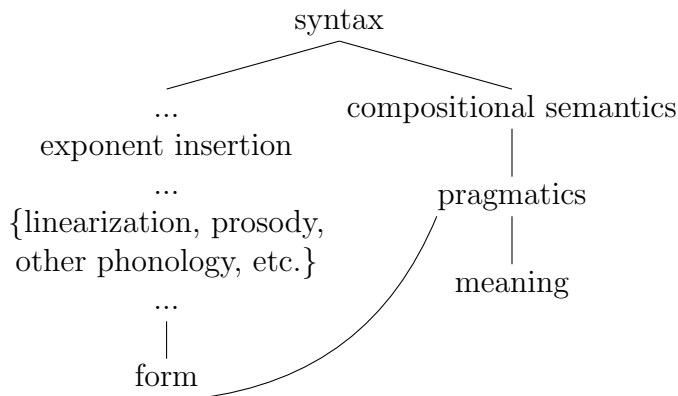 syntax
...
compositional semantics
exponent insertion
...
pragmatics
{linearization, prosody,
other phonology, etc.}
meaning
...
form